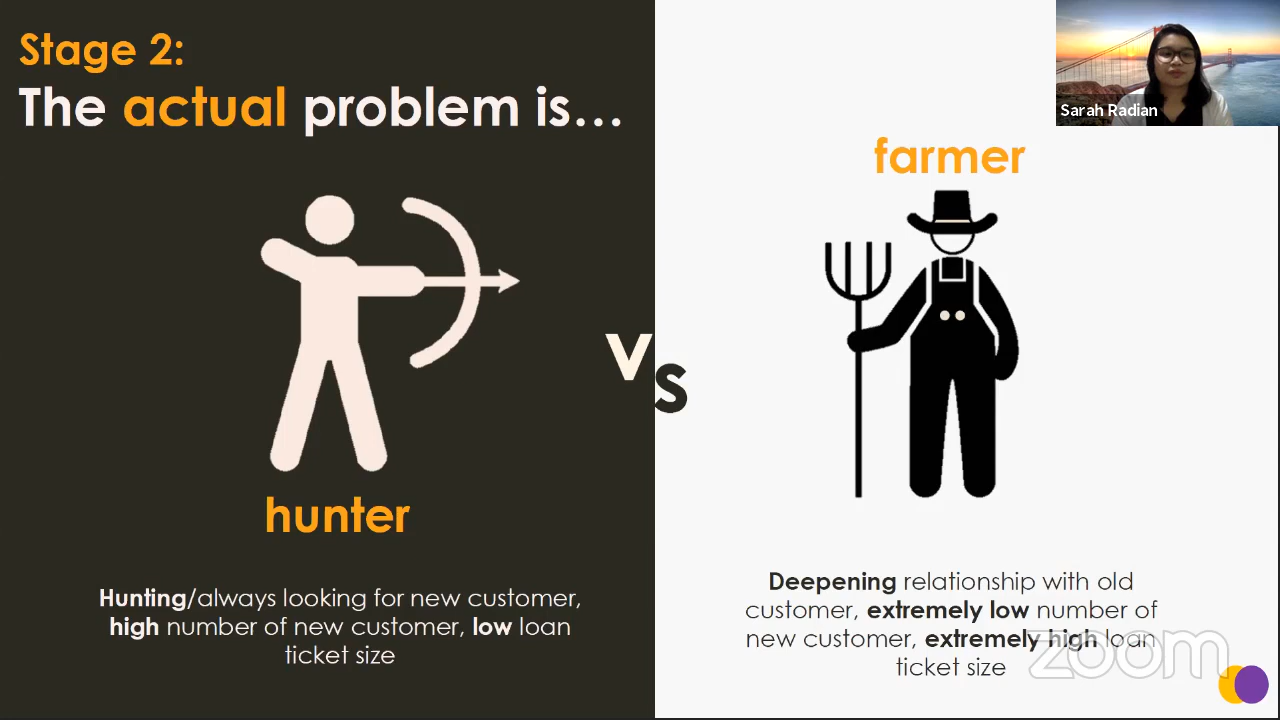 Stage 2:
The actual problem is...
Sarah Radian
farmer
vs
hunter
Hunting/always looking for new customer,
high number of new customer, low loan
ticket size
Deepening relationship with old
customer, extremely low number of
new customer, extremely high loan
ticket size
zoom